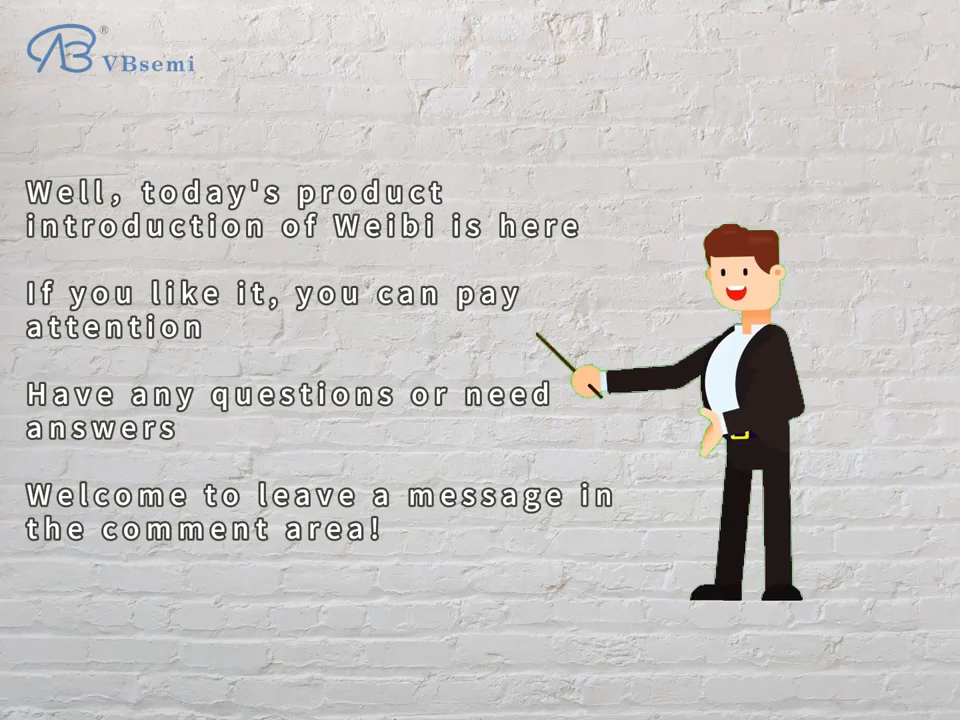 VBsemi
Well, today's product
introduction of Weibi is here
If you like it, you can pay
attention
Have any questions or need
answers
Welcome to leave a message in
the comment area!